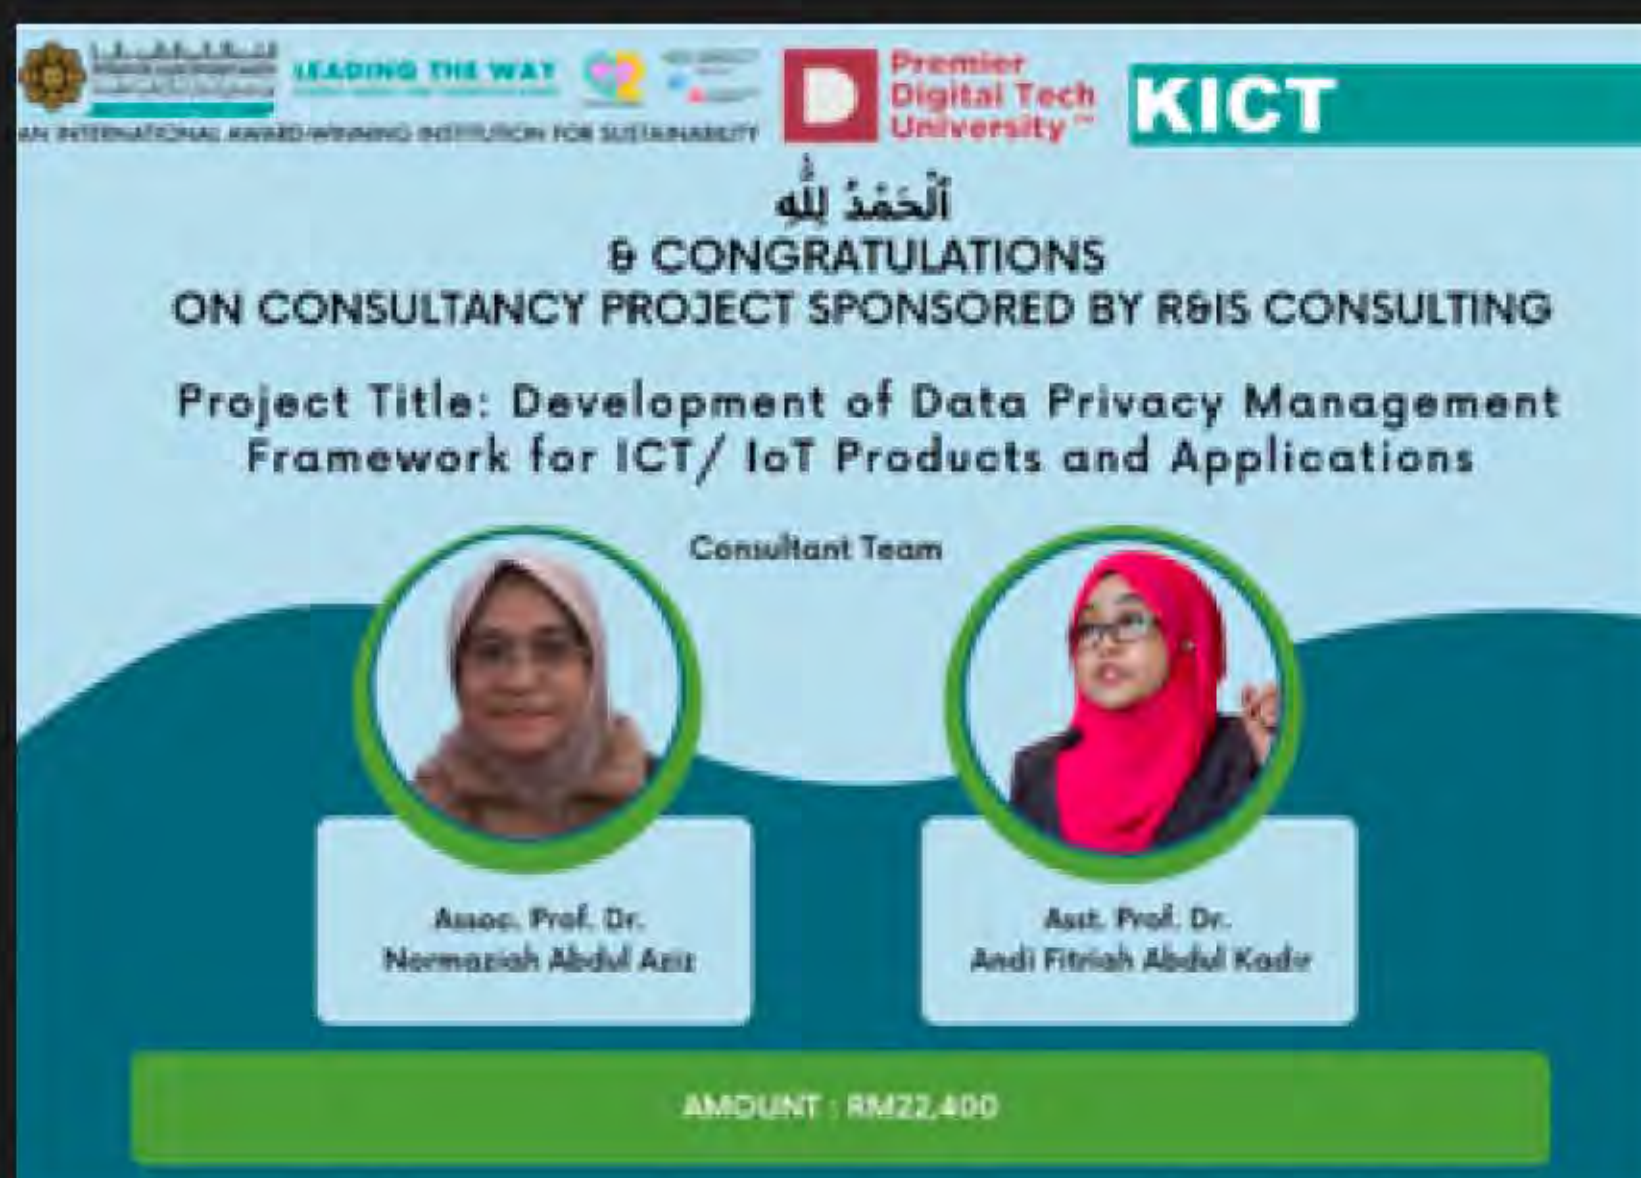 LEADING THE WAY
AN INTERNATIONAL AWARD-WINNING INSTITUTION FOR SUSTAINABILITY
Premier
Digital Tech
University™
KICT
ٱلْحَمْدُ لِلَّٰهِ
& CONGRATULATIONS
ON CONSULTANCY PROJECT SPONSORED BY R&IS CONSULTING
Project Title: Development of Data Privacy Management
Framework for ICT/ IoT Products and Applications
Consultant Team
Assoc. Prof. Dr.
Normaziah Abdul Aziz
Asst. Prof. Dr.
Andi Fitriah Abdul Kadir
AMOUNT : RM22,400